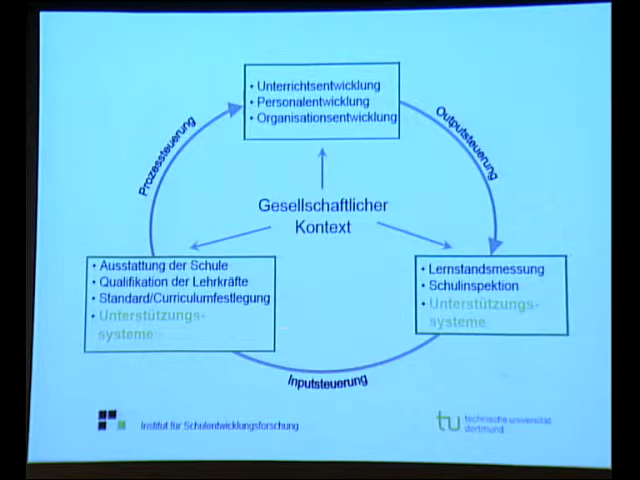 • Unterrichtsentwicklung
• Personalentwicklung
• Organisationsentwicklung
Prozessteuerung
Outputsteuerung
Gesellschaftlicher
Kontext
• Ausstattung der Schule
• Qualifikation der Lehrkräfte
• Standard/Curriculumfestlegung
• Unterstützungs-
systeme
• Lernstandsmessung
• Schulinspektion
• Unterstützungs-
systeme
Inputsteuerung
Institut für Schulentwicklungsforschung
tu technische universität
dortmund